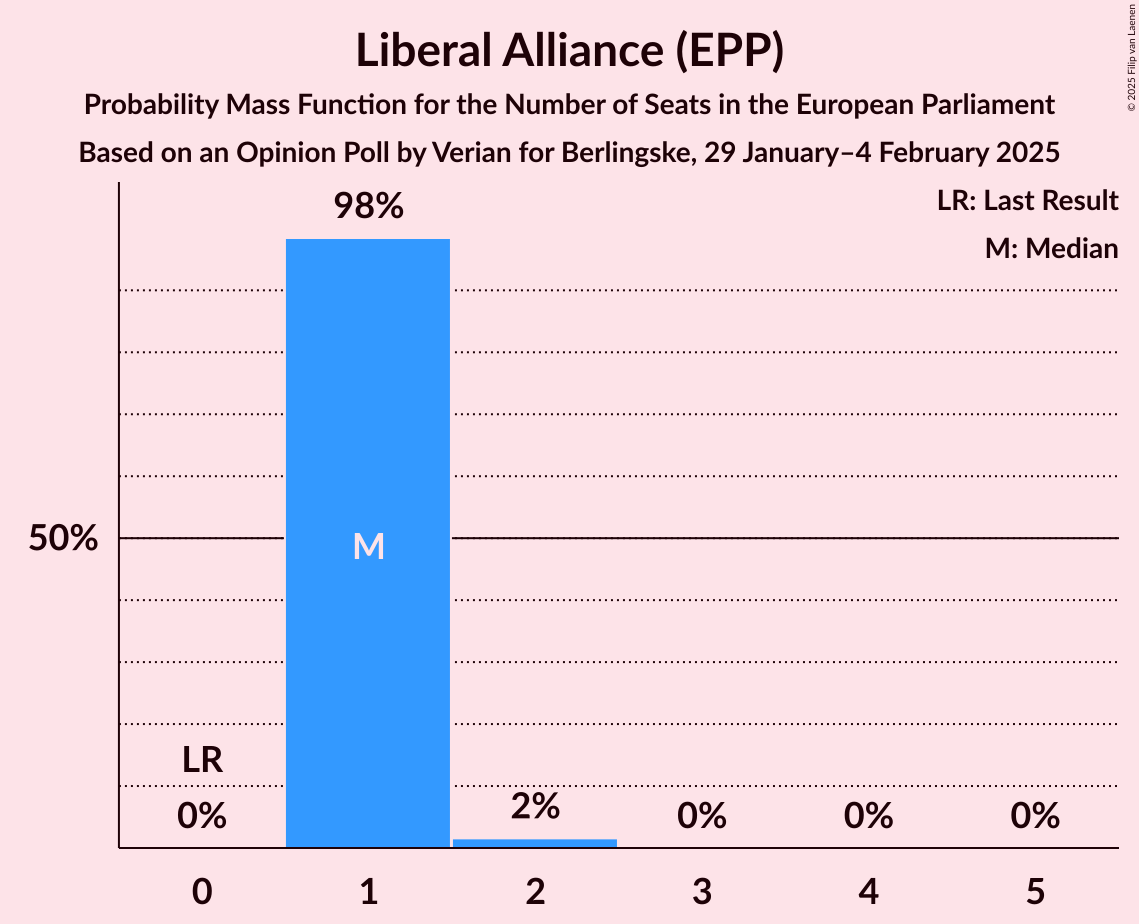 Liberal Alliance (EPP)
Probability Mass Function for the Number of Seats in the European Parliament
Based on an Opinion Poll by Verian for Berlingske, 29 January–4 February 2025
© 2025 Filip van Laenen
LR: Last Result
M: Median
98%
50%
M
LR
0%
2%
0%
0%
0%
0
1
2
3
4
5